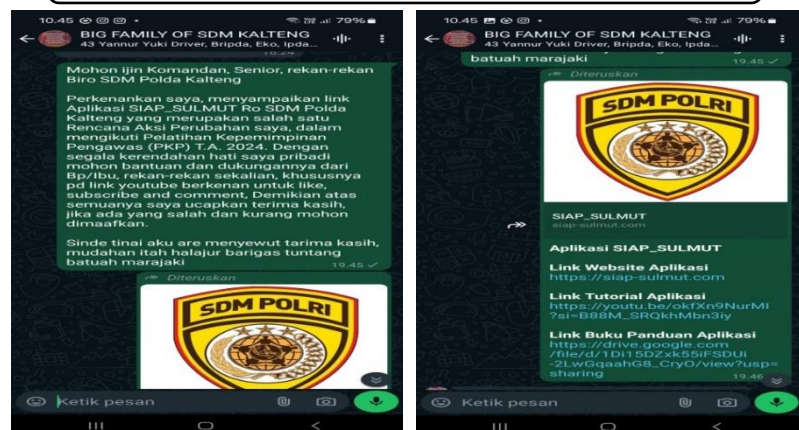 10.45
79%
BIG FAMILY OF SDM KALTENG
43 Yannur Yuki Driver, Bripda, Eko, Ipda...
16.24
Mohon ijin Komandan, Senior, rekan-rekan
Biro SDM Polda Kalteng
Perkenankan saya, menyampaikan link
Aplikasi SIAP_SULMUT Ro SDM Polda
Kalteng yang merupakan salah satu
Rencana Aksi Perubahan saya, dalam
mengikuti Pelatihan Kepemimpinan
Pengawas (PKP) T.A. 2024. Dengan
segala kerendahan hati saya pribadi
mohon bantuan dan dukungannya dari
Bp/Ibu, rekan-rekan sekalian, khususnya
pd link youtube berkenan untuk like,
subscribe and comment, Demikian atas
semuanya saya ucapkan terima kasih,
jika ada yang salah dan kurang mohon
dimaafkan.
Sinde tinai aku are menyewut tarima kasih,
mudahan itah halajur barigas tuntang
batuah marajaki
19.45
Diteruskan
SDM POLRI
Ketik pesan
10.45
79%
BIG FAMILY OF SDM KALTENG
43 Yannur Yuki Driver, Bripda, Eko, Ipda...
batuah marajaki
19.45
Diteruskan
SDM POLRI
SIAP_SULMUT
siap-sulmut.com
Aplikasi SIAP_SULMUT
Link Website Aplikasi
https://siap-sulmut.com
Link Tutorial Aplikasi
https://youtu.be/okfXn9NurMI
?si=B88M_SRQkhMbn3iy
Link Buku Panduan Aplikasi
https://drive.google.com
/file/d/1Di15DZxk55iFSDUi
-2LwGqaahG8_CryO/view?usp=
sharing
19.46
Ketik pesan